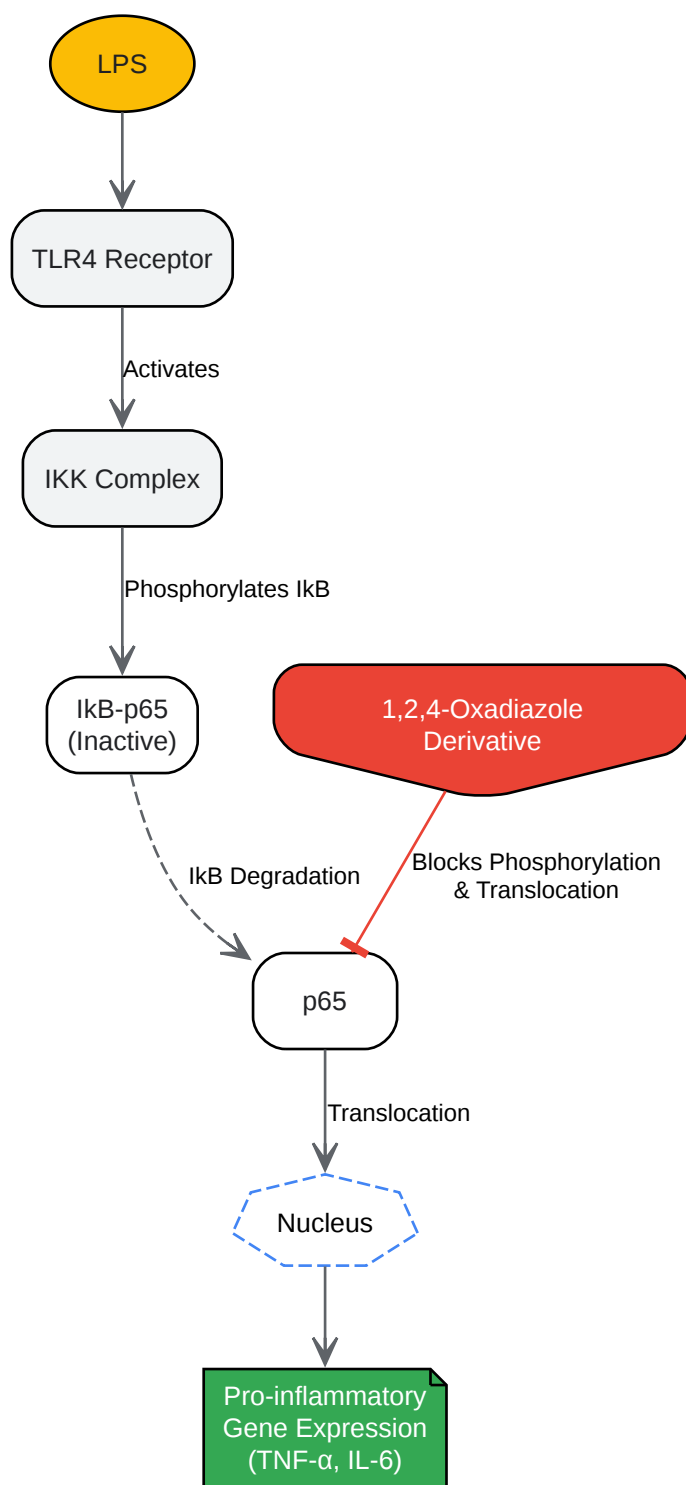 LPS
TLR4 Receptor
Activates
IKK Complex
Phosphorylates IkB
IkB-p65
(Inactive)
1,2,4-Oxadiazole
Derivative
IkB Degradation
Blocks Phosphorylation
& Translocation
p65
Translocation
Nucleus
Pro-inflammatory
Gene Expression
(TNF-α, IL-6)